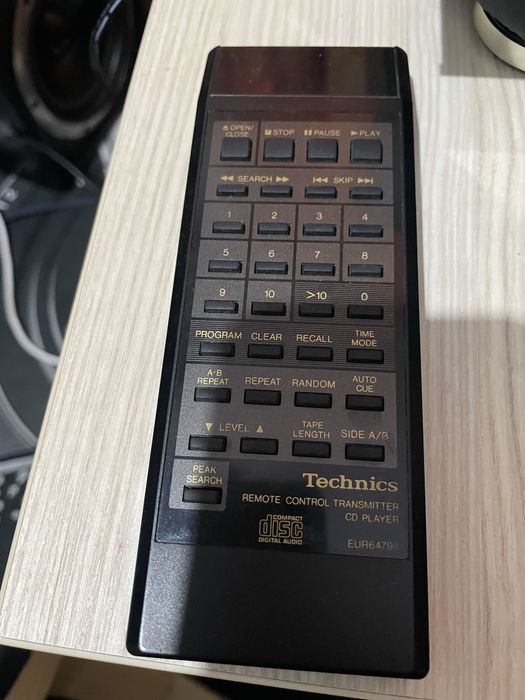 ⏏ OPEN/ CLOSE ■ STOP ❚❚ PAUSE ► PLAY
◄◄ SEARCH ►► |◄◄ SKIP ►►|
1 2 3 4
5 6 7 8
9 10 >10 0
PROGRAM CLEAR RECALL TIME MODE
A-B REPEAT REPEAT RANDOM AUTO CUE
▼ LEVEL ▲ TAPE LENGTH SIDE A/B
PEAK SEARCH
Technics
REMOTE CONTROL TRANSMITTER
CD PLAYER
COMPACT
disc
DIGITAL AUDIO